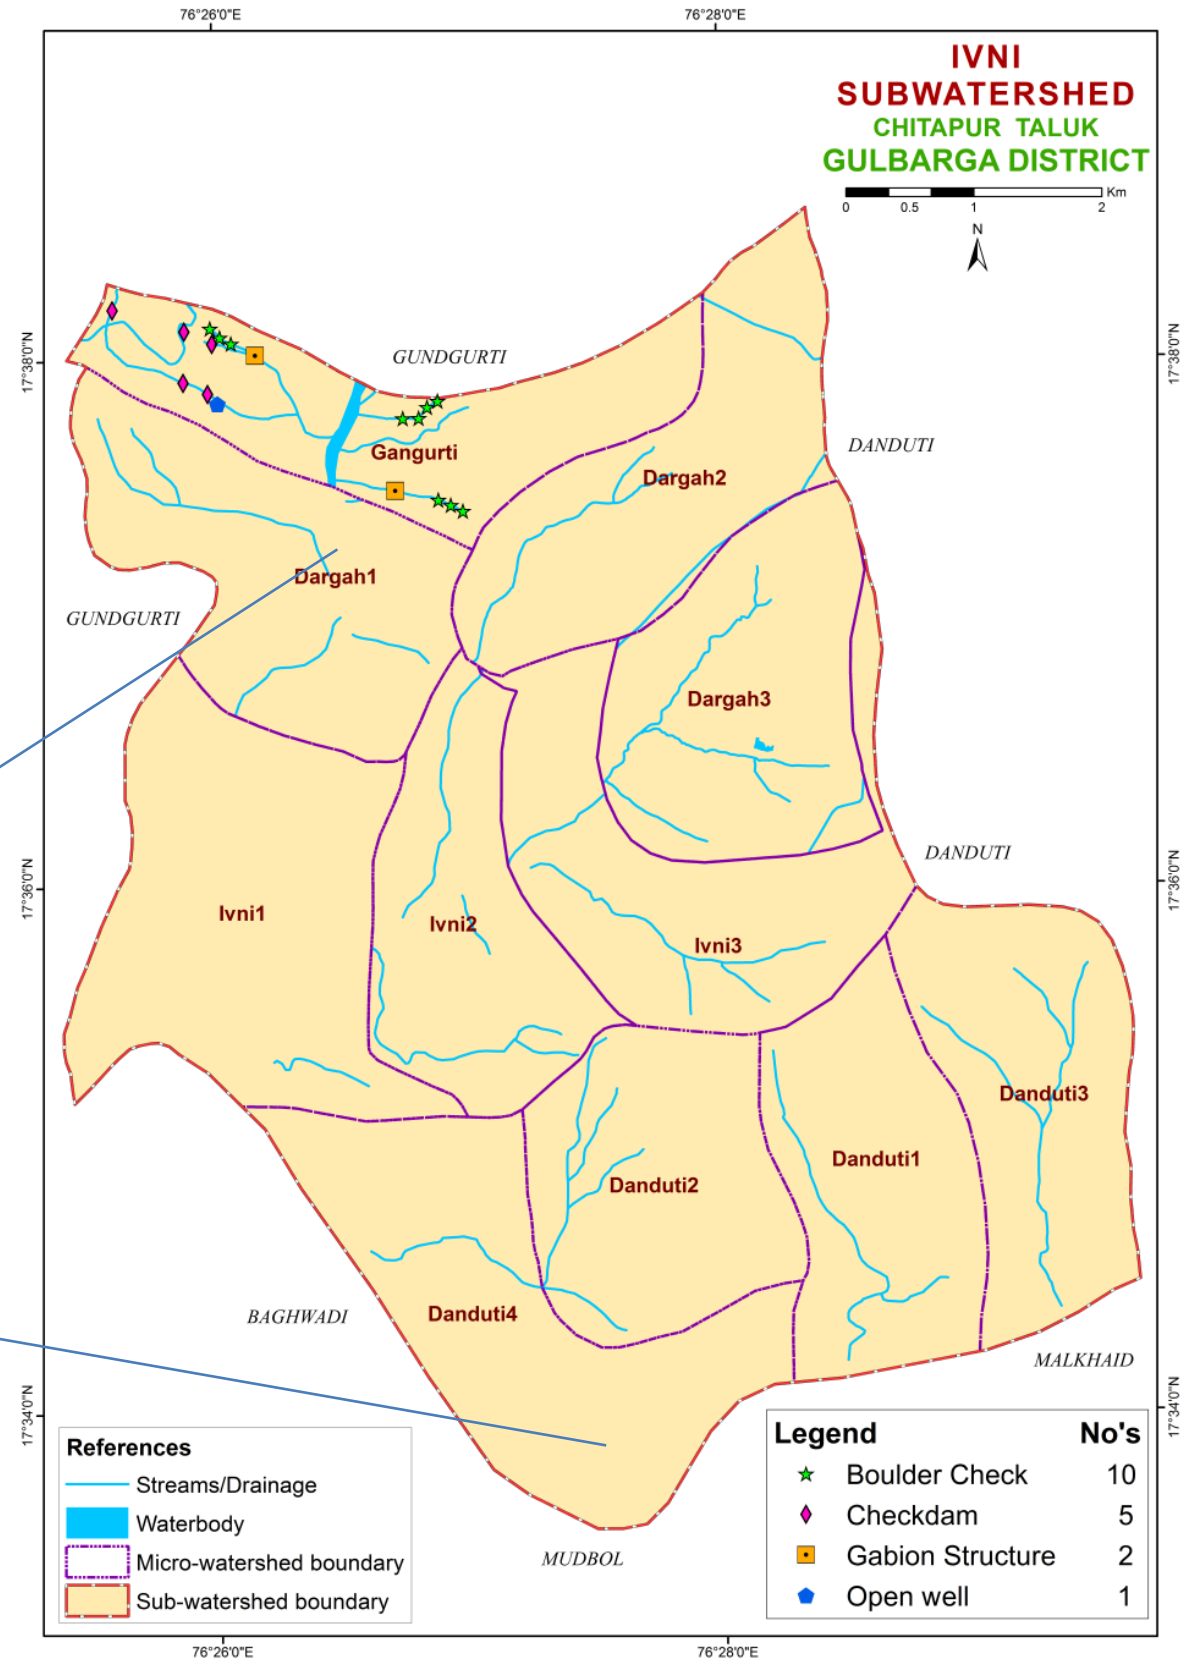 76°26'0"E
76°28'0"E
IVNI
SUBWATERSHED
CHITAPUR TALUK
GULBARGA DISTRICT
Km
0 0.5 1 2
N
17°38'0"N
17°38'0"N
GUNDGURTI
DANDUTI
Gangurti
Dargah2
Dargah1
GUNDGURTI
Dargah3
DANDUTI
17°36'0"N
17°36'0"N
Ivni1
Ivni2
Ivni3
Danduti3
Danduti1
Danduti2
BAGHWADI
Danduti4
MALKHAID
17°34'0"N
17°34'0"N
MUDBOL
References
Streams/Drainage
Waterbody
Micro-watershed boundary
Sub-watershed boundary
Legend No's
Boulder Check 10
Checkdam 5
Gabion Structure 2
Open well 1
76°26'0"E
76°28'0"E